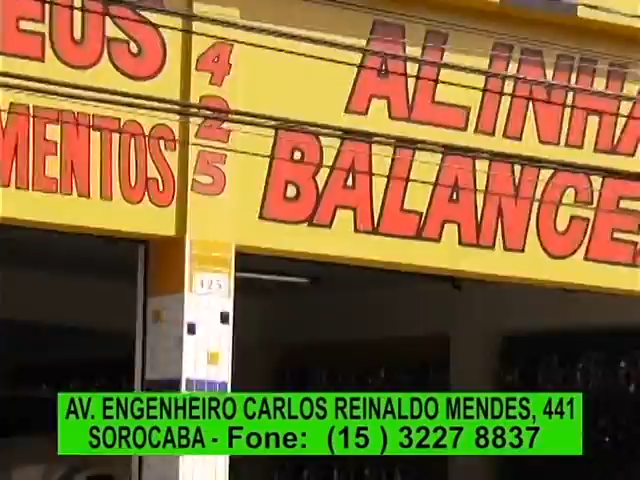 EUS
MENTOS
4
2
5
ALINHA
BALANCE
425
AV. ENGENHEIRO CARLOS REINALDO MENDES, 441
SOROCABA - Fone: (15 ) 3227 8837